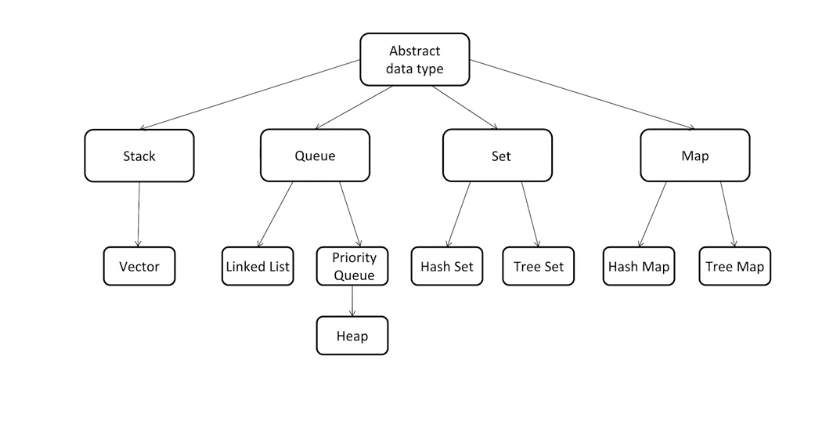 Abstract
data type
Stack
Queue
Set
Map
Vector
Linked List
Priority
Queue
Hash Set
Tree Set
Hash Map
Tree Map
Heap